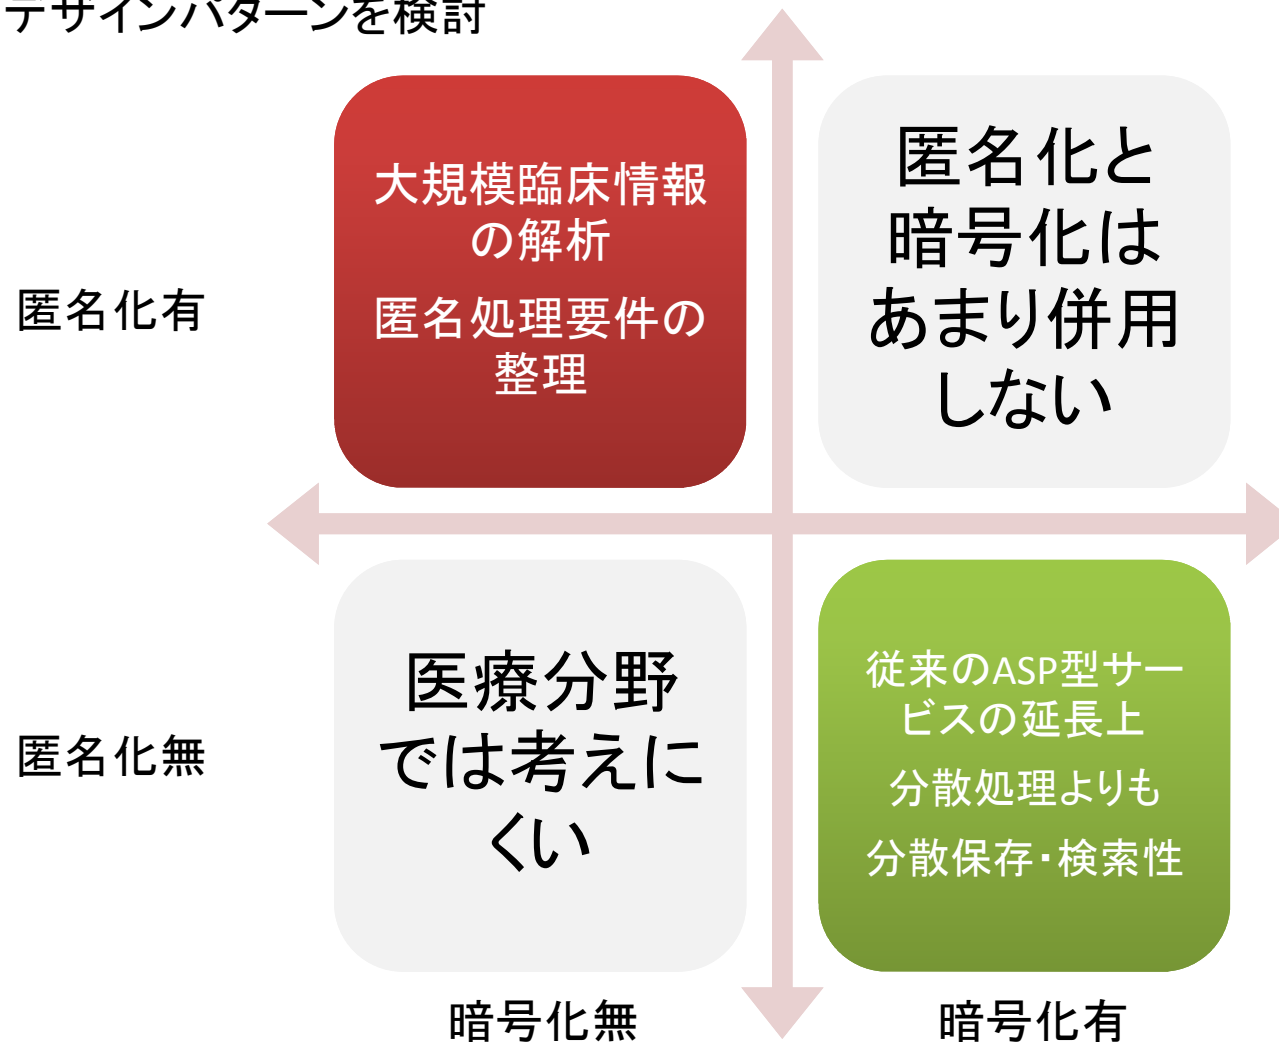 デザインパターンを検討
大規模臨床情報
の解析
匿名処理要件の
整理
匿名化と
暗号化は
あまり併用
しない
匿名化有
医療分野
では考えに
くい
従来のASP型サー
ビスの延長上
分散処理よりも
分散保存・検索性
匿名化無
暗号化無
暗号化有